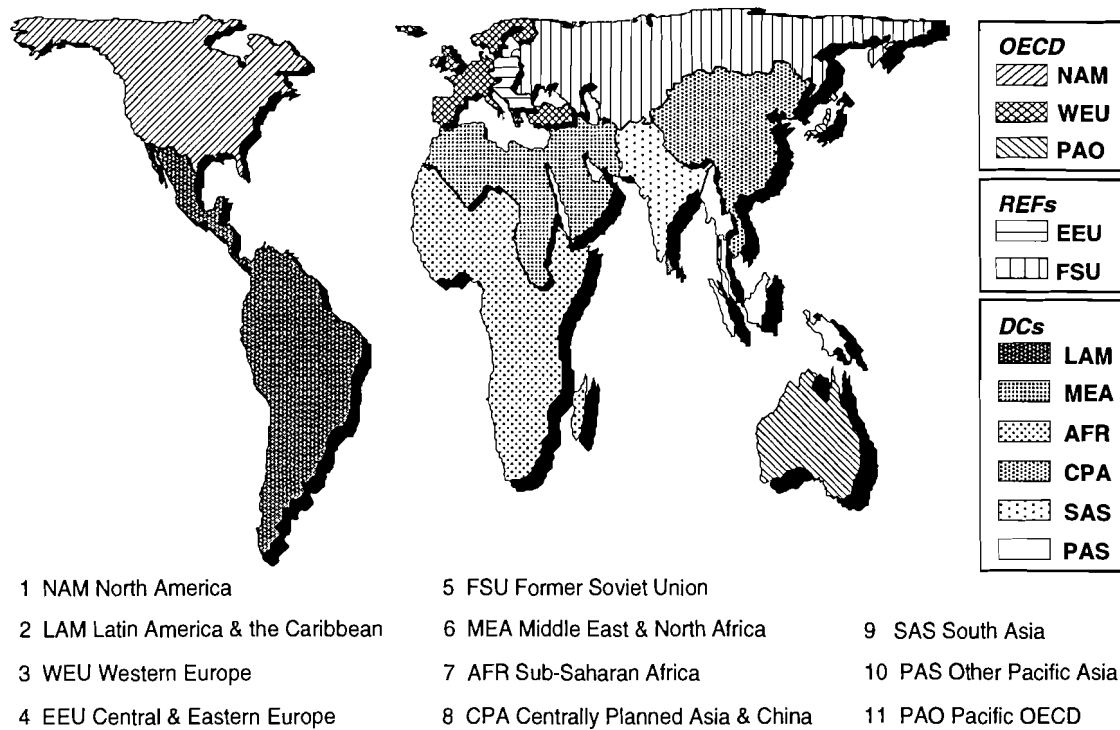 OECD
NAM
WEU
PAO
REFs
EEU
FSU
DCs
LAM
MEA
AFR
CPA
SAS
PAS
1 NAM North America
2 LAM Latin America & the Caribbean
3 WEU Western Europe
4 EEU Central & Eastern Europe
5 FSU Former Soviet Union
6 MEA Middle East & North Africa
7 AFR Sub-Saharan Africa
8 CPA Centrally Planned Asia & China
9 SAS South Asia
10 PAS Other Pacific Asia
11 PAO Pacific OECD